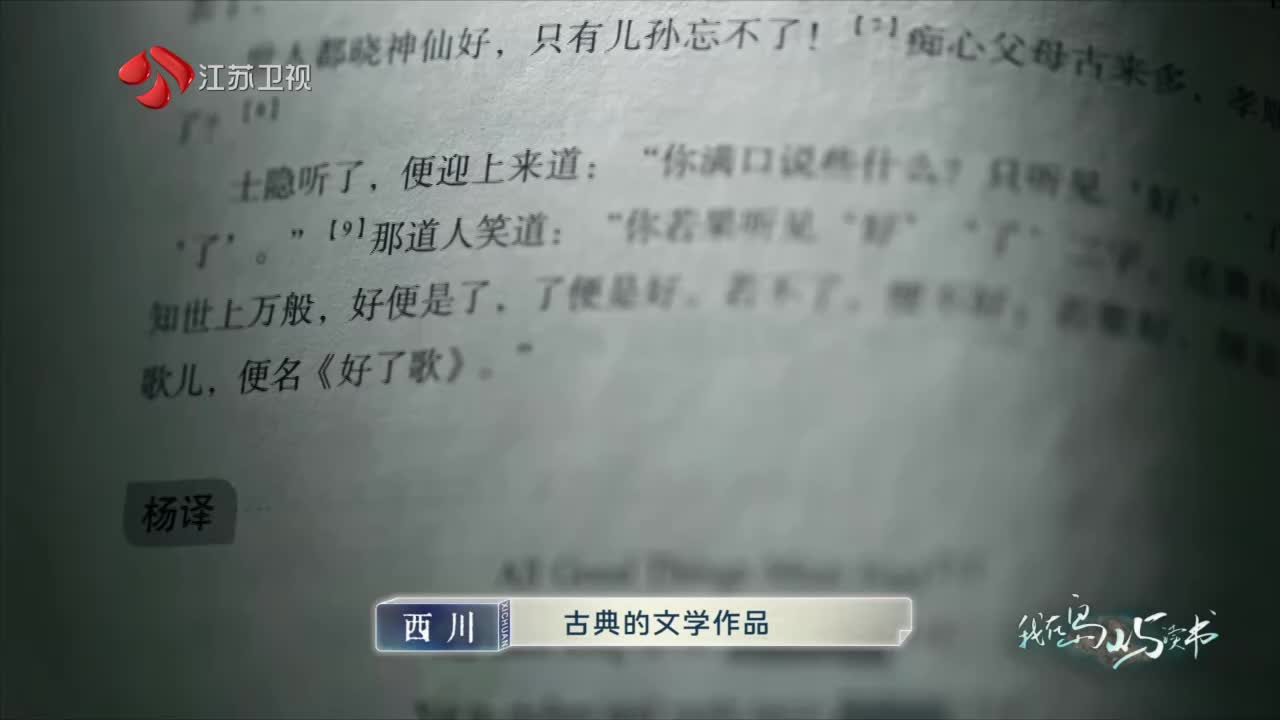 江苏卫视
世人都晓神仙好，只有儿孙忘不了！[7]痴心父母古来多，孝
了？[8]
士隐听了，便迎上来道：“你满口说些什么？只听见‘好’‘
‘了’。”[9]那道人笑道：“你若果听见‘好’‘了’二字，还
知世上万般，好便是了，了便是好。若不了，便不好；若要好，
歌儿，便名《好了歌》。”
杨译
All Good Things Must End
西川
XICHUAN
古典的文学作品
我在岛屿读书